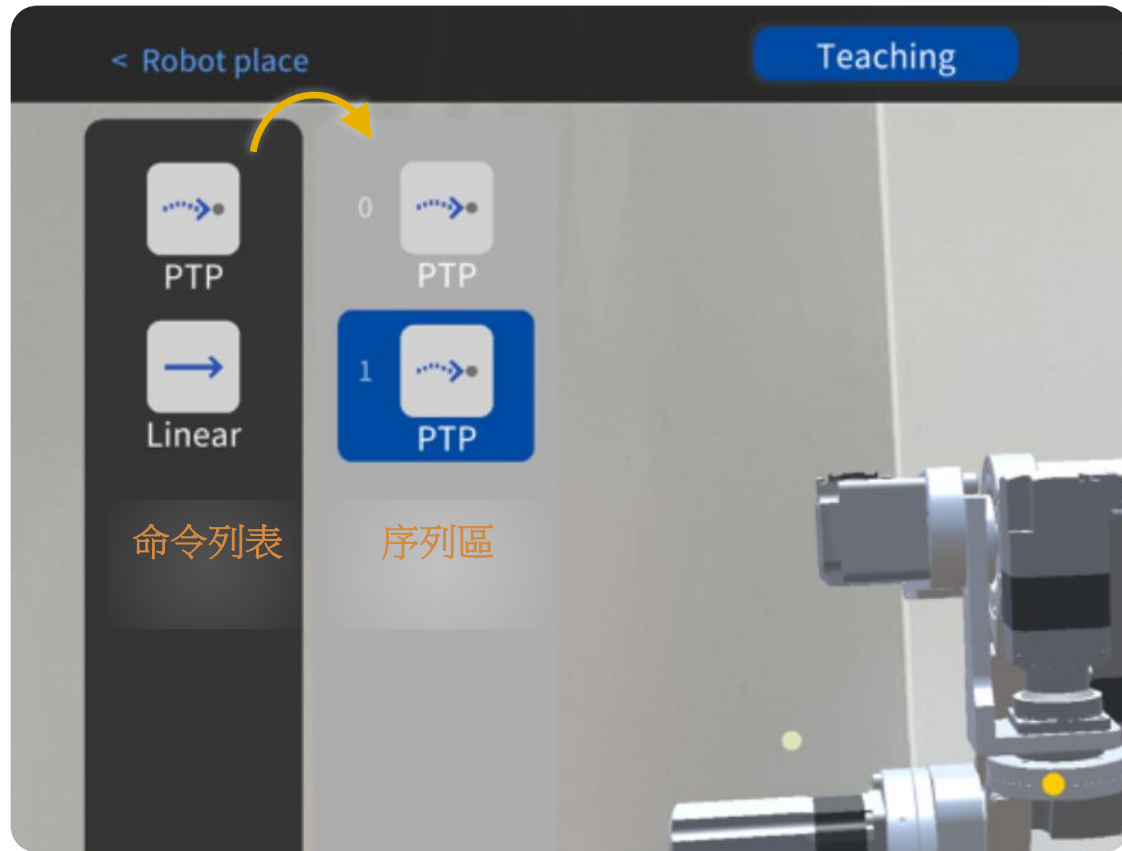 < Robot place
Teaching
PTP
Linear
命令列表
0
PTP
1
PTP
序列區